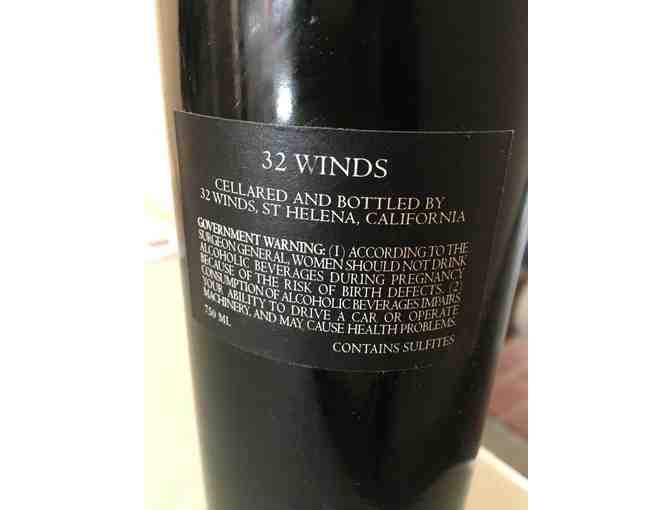 32 WINDS
CELLARED AND BOTTLED BY
32 WINDS, ST HELENA, CALIFORNIA
GOVERNMENT WARNING: (1) ACCORDING TO THE
SURGEON GENERAL, WOMEN SHOULD NOT DRINK
ALCOHOLIC BEVERAGES DURING PREGNANCY
BECAUSE OF THE RISK OF BIRTH DEFECTS. (2)
CONSUMPTION OF ALCOHOLIC BEVERAGES IMPAIRS
YOUR ABILITY TO DRIVE A CAR OR OPERATE
MACHINERY, AND MAY CAUSE HEALTH PROBLEMS.
750 ML
CONTAINS SULFITES